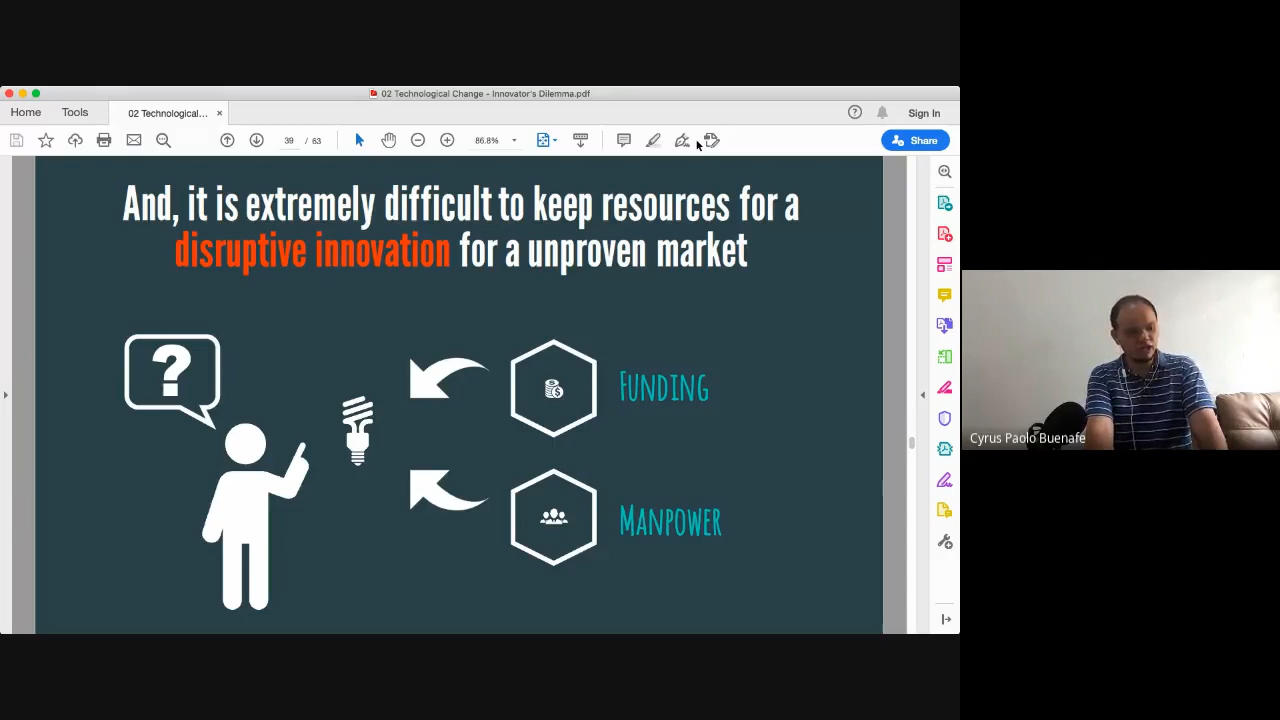 02 Technological Change - Innovator's Dilemma.pdf
Home Tools 02 Technological... × Sign In
39 / 63 86.8% Share
And, it is extremely difficult to keep resources for a
disruptive innovation for a unproven market
?
FUNDING
MANPOWER
Cyrus Paolo Buenafe